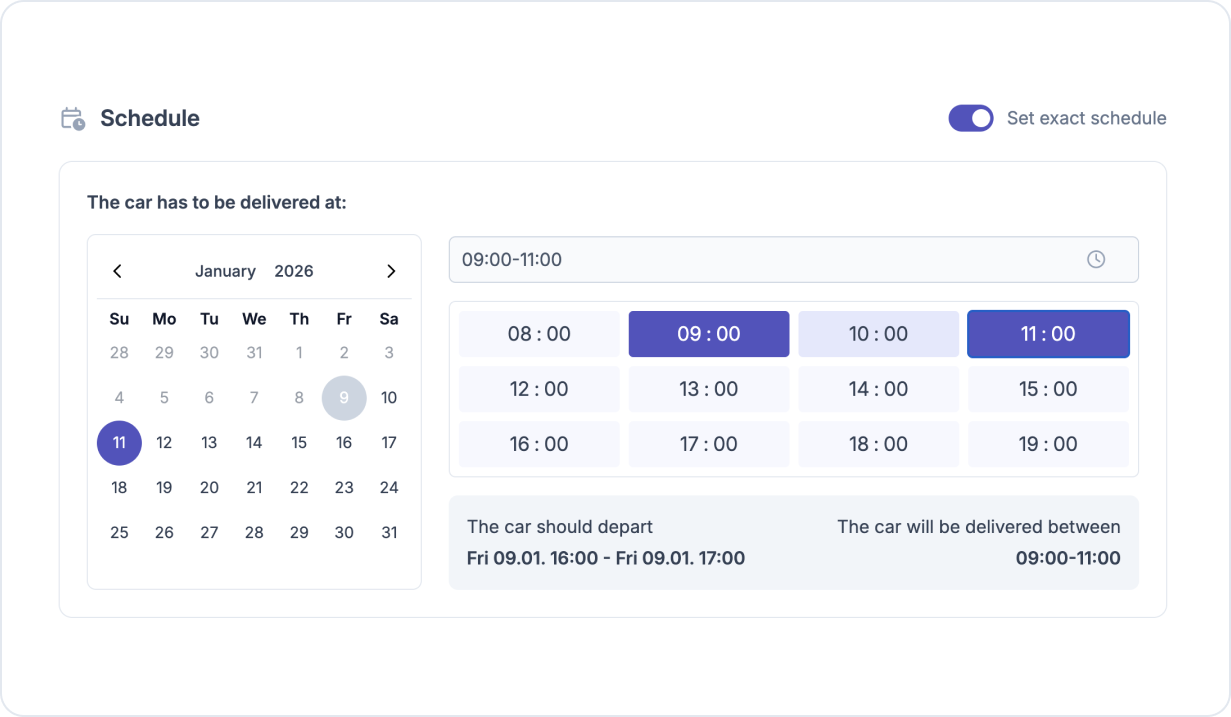 Schedule
Set exact schedule
The car has to be delivered at:
January 2026
Su Mo Tu We Th Fr Sa
28 29 30 31 1 2 3
4 5 6 7 8 9 10
11 12 13 14 15 16 17
18 19 20 21 22 23 24
25 26 27 28 29 30 31
09:00-11:00
08 : 00 09 : 00 10 : 00 11 : 00
12 : 00 13 : 00 14 : 00 15 : 00
16 : 00 17 : 00 18 : 00 19 : 00
The car should depart
Fri 09.01. 16:00 - Fri 09.01. 17:00
The car will be delivered between
09:00-11:00